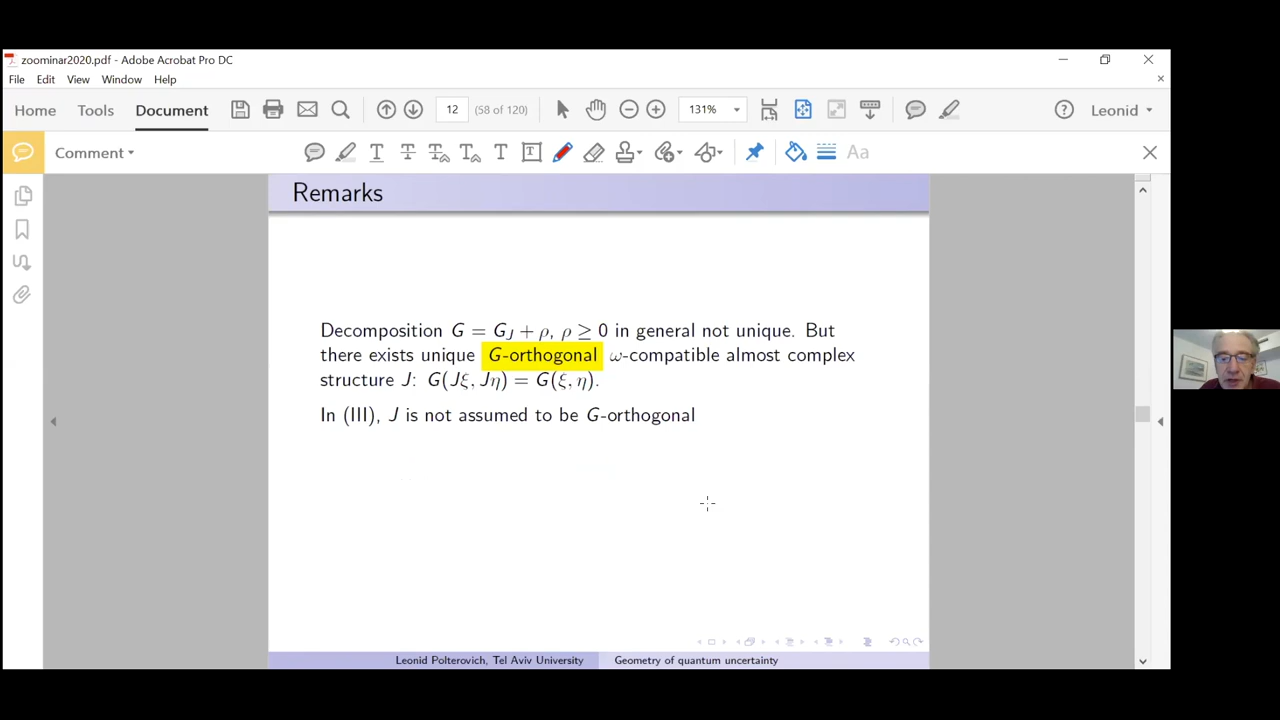 zoominar2020.pdf - Adobe Acrobat Pro DC
File Edit View Window Help
Home Tools Document 12 (58 of 120) 131% Leonid
Comment Aa
Remarks
Decomposition G = G_J + ρ, ρ ≥ 0 in general not unique. But
there exists unique G-orthogonal ω-compatible almost complex
structure J: G(Jξ, Jη) = G(ξ, η).
In (III), J is not assumed to be G-orthogonal
Leonid Polterovich, Tel Aviv University Geometry of quantum uncertainty